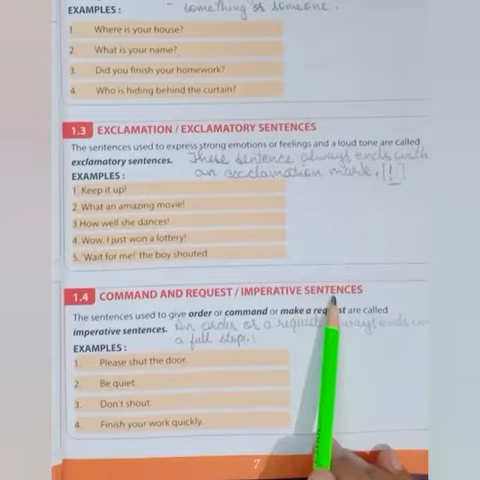 EXAMPLES : - something or someone.
1 Where is your house?
2. What is your name?
3. Did you finish your homework?
4. Who is hiding behind the curtain?
1.3 EXCLAMATION / EXCLAMATORY SENTENCES
The sentences used to express strong emotions or feelings and a loud tone are called
exclamatory sentences. These sentence always ends with
EXAMPLES : an exclamation mark. [!]
1. Keep it up!
2. What an amazing movie!
3.How well she dances!
4. Wow, I just won a lottery!
5. 'Wait for me!' the boy shouted.
1.4 COMMAND AND REQUEST / IMPERATIVE SENTENCES
The sentences used to give order or command or make a st are called
imperative sentences. An order or a request ends
EXAMPLES : a full stop.
1. Please shut the door.
2. Be quiet.
3. Don't shout.
4. Finish your work quickly.
7